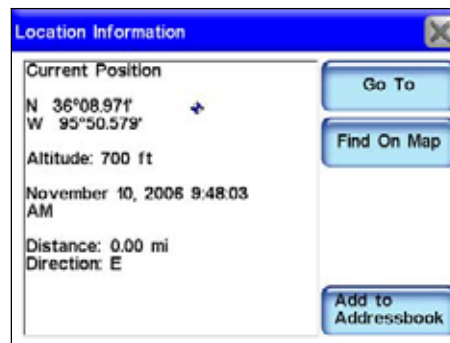 Location Information
Current Position
N 36°08.971'
W 95°50.579'
Altitude: 700 ft
November 10, 2006 9:48:03
AM
Distance: 0.00 mi
Direction: E
Go To
Find On Map
Add to
Addressbook